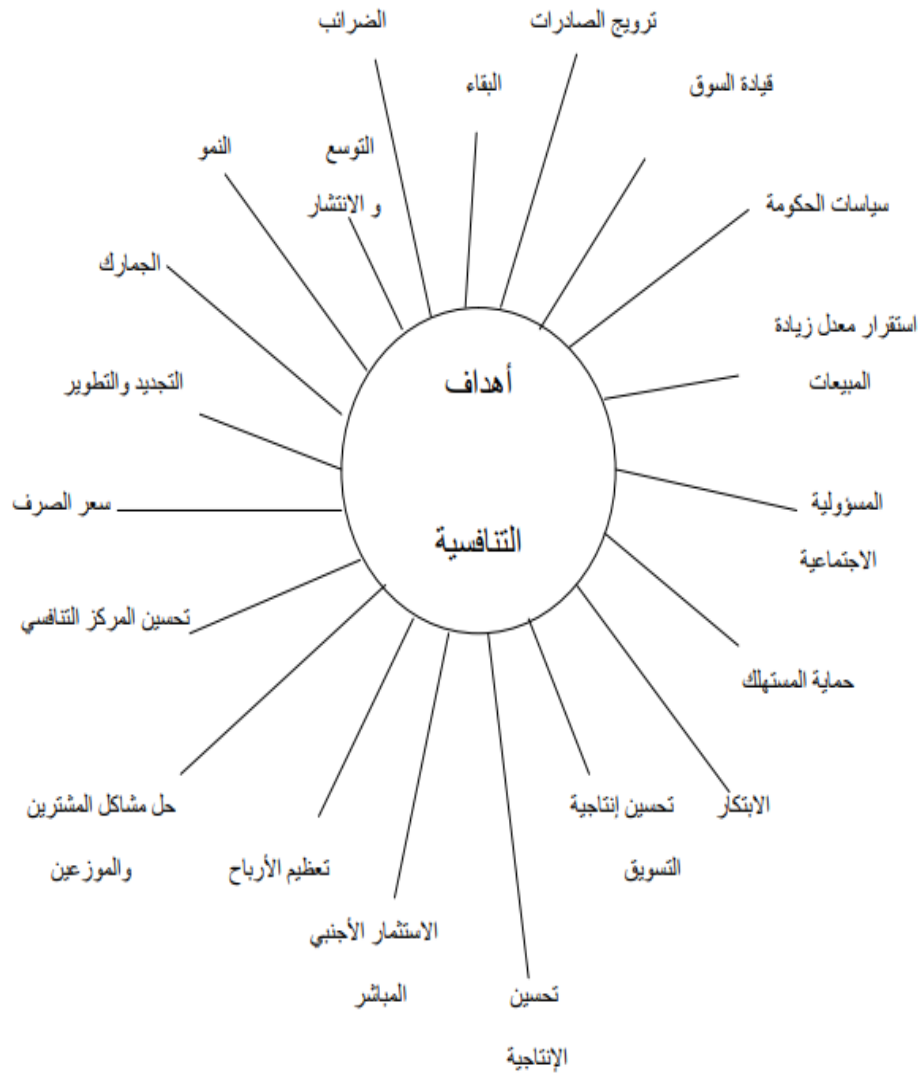 ترويج الصادرات
الضرائب
قيادة السوق
البقاء
التوسع
و الانتشار
النمو
سياسات الحكومة
الجمارك
استقرار معدل زيادة
المبيعات
أهداف
التنافسية
التجديد والتطوير
المسؤولية
الاجتماعية
سعر الصرف
تحسين المركز التنافسي
حماية المستهلك
الابتكار
تحسين إنتاجية
التسويق
حل مشاكل المشترين
والموزعين
تعظيم الأرباح
الاستثمار الأجنبي
المباشر
تحسين
الإنتاجية